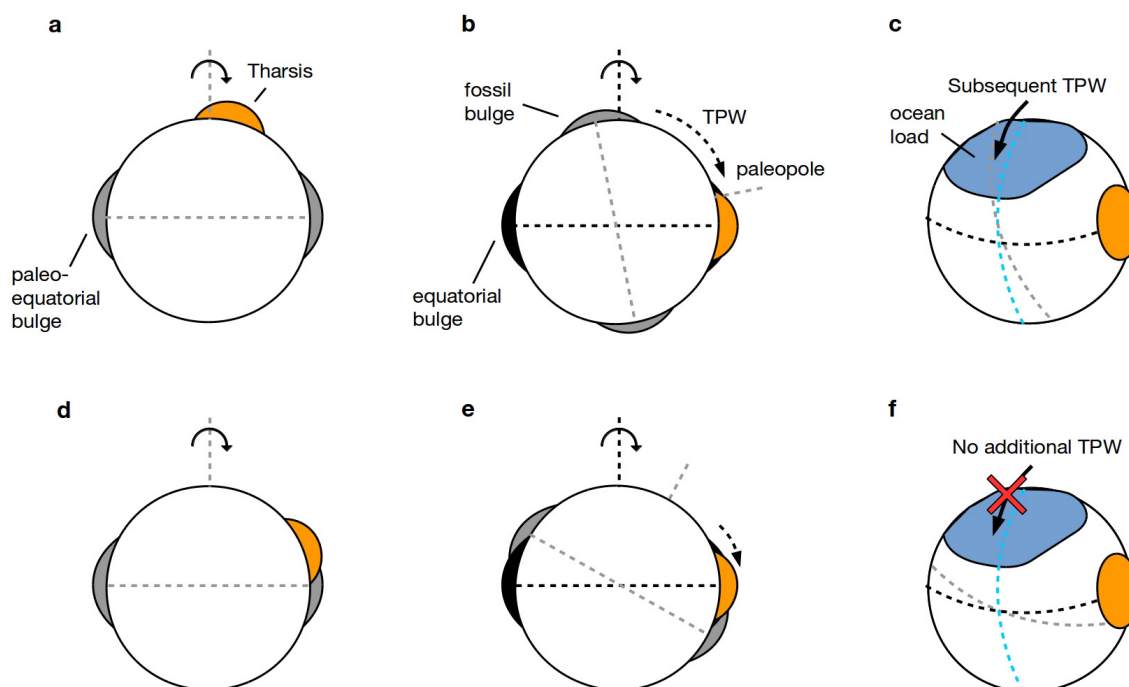 a
Tharsis
paleo-
equatorial
bulge
b
fossil
bulge
TPW
paleopole
equatorial
bulge
c
Subsequent TPW
ocean
load
d
e
f
No additional TPW